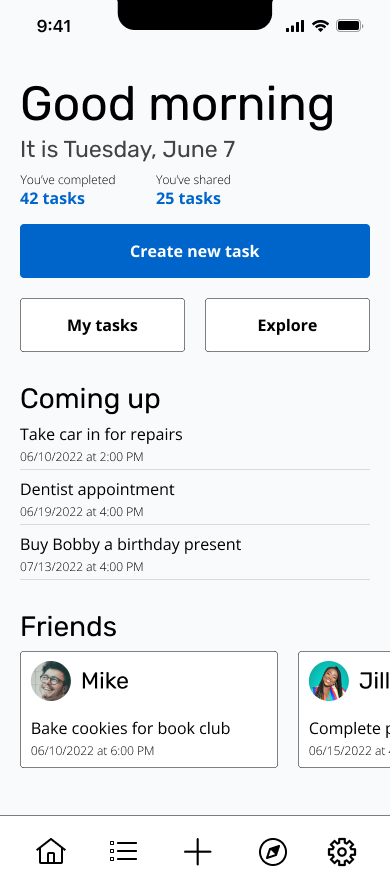 9:41
Good morning
It is Tuesday, June 7
You've completed
You've shared
42 tasks
25 tasks
Create new task
My tasks
Explore
Coming up
Take car in for repairs
06/10/2022 at 2:00 PM
Dentist appointment
06/19/2022 at 4:00 PM
Buy Bobby a birthday present
07/13/2022 at 4:00 PM
Friends
Mike
Bake cookies for book club
06/10/2022 at 6:00 PM
Jill
Complete
06/15/2022 at